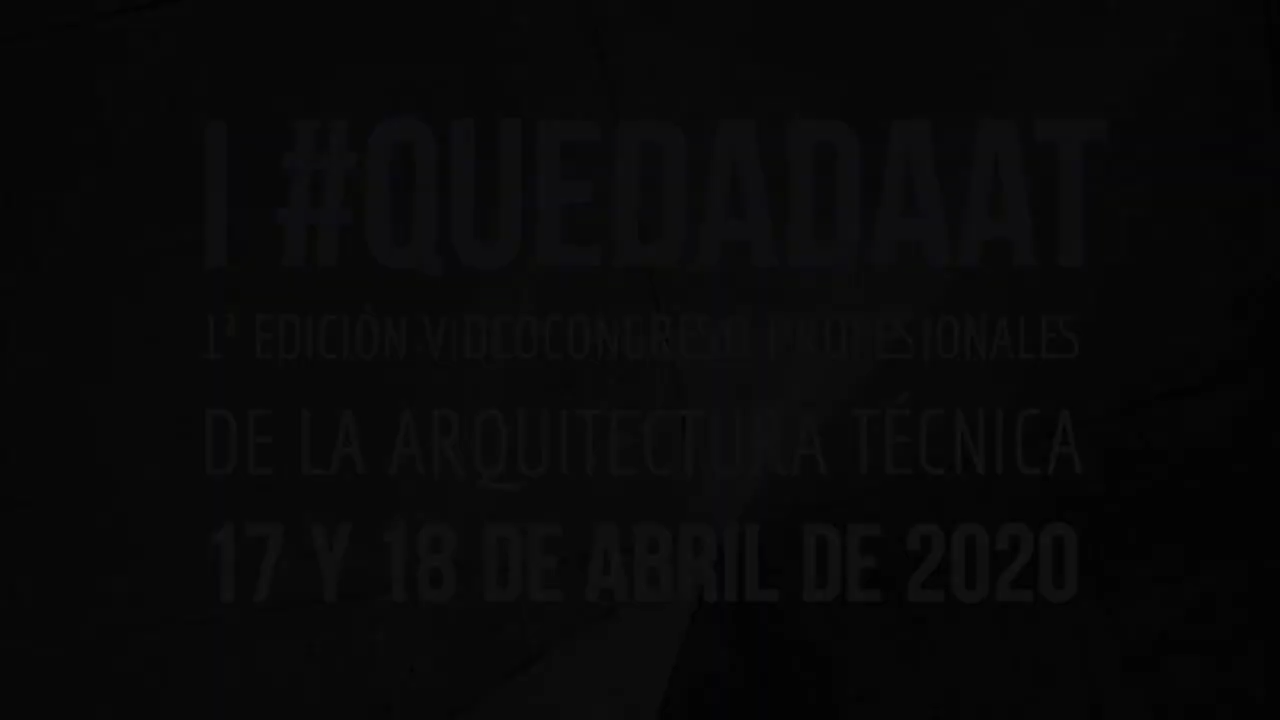 I #QUEDADAAT
1ª EDICIÓN VIDEOCONGRESO PROFESIONALES
DE LA ARQUITECTURA TÉCNICA
17 Y 18 DE ABRIL DE 2020